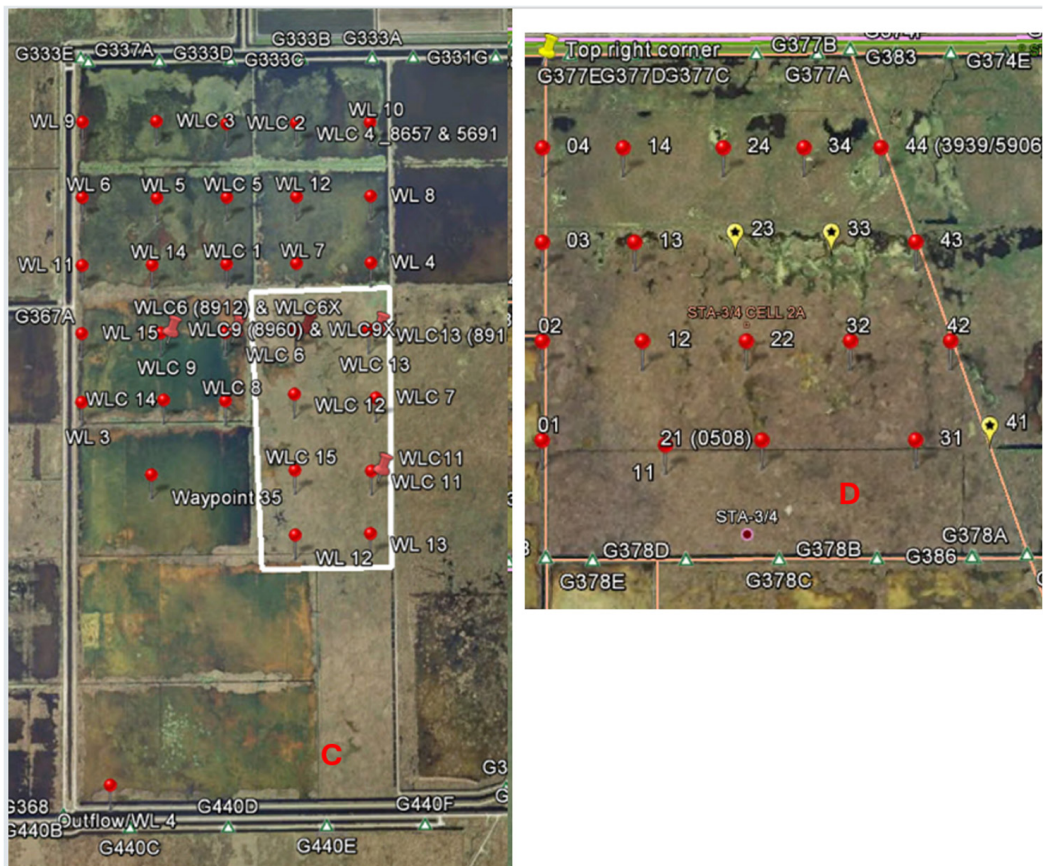 G333B G333A
G333E G337A G333D G333C G331G
WL 10
WL 9 WLC 3 WLC 2
WLC 4_8657 & 5691
WL 6 WL 5 WLC 5 WL 12 WL 8
WL 11 WL 14 WLC 1 WL 7 WL 4
WLC6 (8912) & WLC6X
G367A
WL 15 WLC9 (8960) & WLC9X WLC13 (891
WLC 6
WLC 9 WLC 13
WLC 8
WLC 14 WLC 12 WLC 7
WL 3
WLC 15 WLC11
WLC 11
Waypoint 35
WL 12 WL 13
C
G368 G440D G440F
Outflow/WL 4
G440B
G440C G440E
Top right corner G377B
G383 G374E
G377E G377D G377C G377A
04 14 24 34 44 (3939/5906
03 13 23 33 43
STA-3/4 CELL 2A
02 12 22 32 42
01 21 (0508) 31 41
11
D
STA-3/4
G378D G378B G386 G378A
G378E G378C